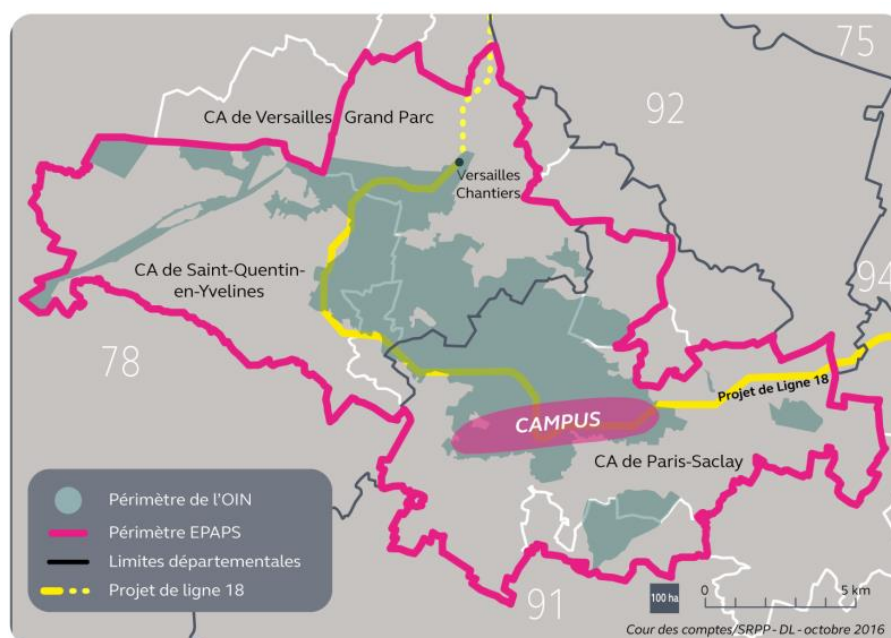 75
92
CA de Versailles Grand Parc
Versailles
Chantiers
CA de Saint-Quentin-
en-Yvelines
94
78
Projet de Ligne 18
CAMPUS
CA de Paris-Saclay
Périmètre de l'OIN
Périmètre EPAPS
Limites départementales
Projet de ligne 18
91
100 ha
0 5 km
Cour des comptes/SRPP - DL - octobre 2016